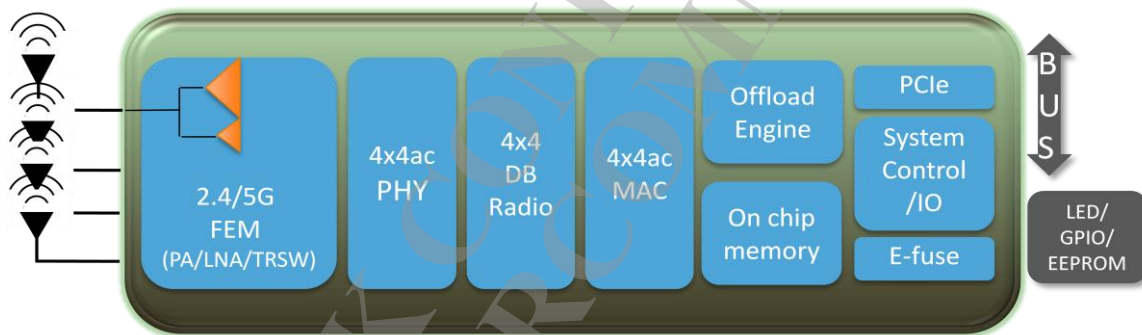 2.4/5G
FEM
(PA/LNA/TRSW)
4x4ac
PHY
4x4
DB
Radio
4x4ac
MAC
Offload
Engine
On chip
memory
PCIe
System
Control
/IO
E-fuse
BUS
LED/
GPIO/
EEPROM